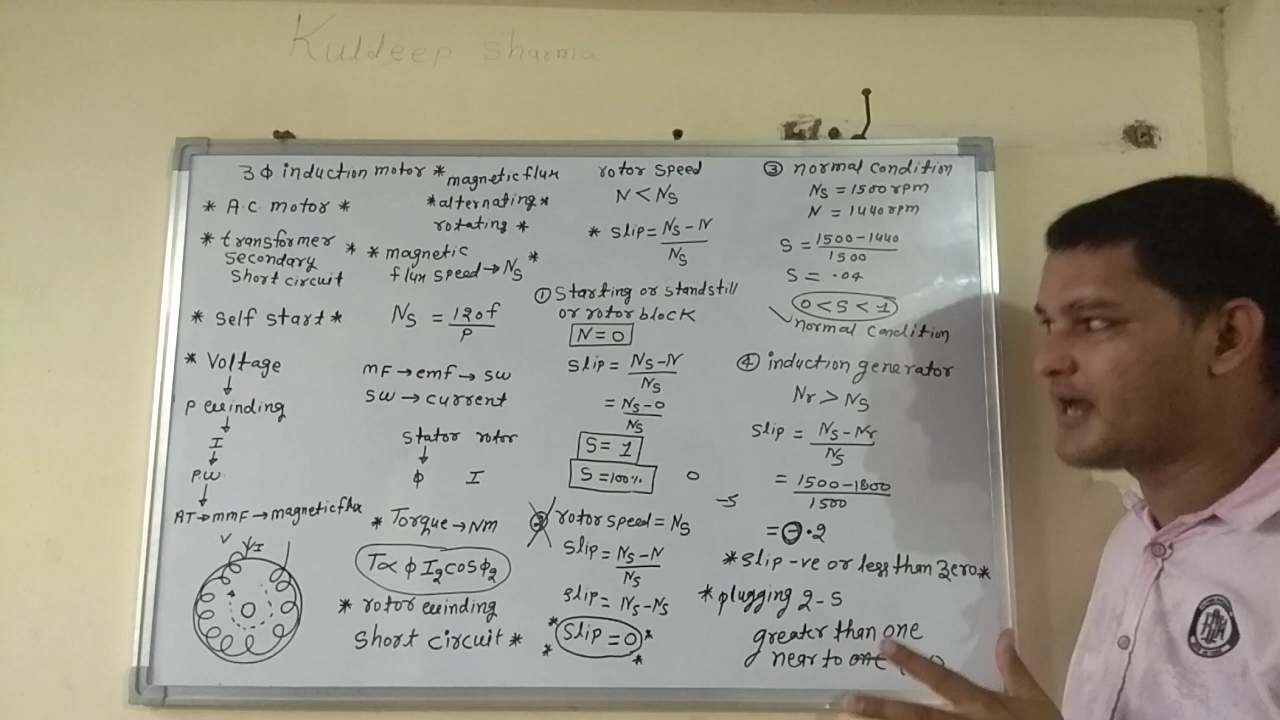 Kuldeep Sharma
3 Φ induction motor
* A.C. motor *
* transformer *
secondary
short circuit
* self start *
* Voltage
↓
P winding
↓
I
↓
P.W.
↓
AT → mmF → magnetic flux
V I
* magnetic flux
* alternating *
rotating *
* magnetic
flux speed → Ns *
Ns = 120f
P
mF → emf → sw
sw → current
stator rotor
↓
Φ I
* Torque → Nm
T ∝ Φ I2 cosΦ2
* rotor winding
short circuit *
rotor speed
N < Ns
* slip = Ns - N
Ns
① Starting or standstill
or rotor block
N = 0
slip = Ns - N
Ns
= Ns - 0
Ns
S = 1
S = 100%
② rotor speed = Ns
slip = Ns - N
Ns
slip = Ns - Ns
* slip = 0 *
* *
0
-s
③ normal condition
Ns = 1500 rpm
N = 1440 rpm
S = 1500 - 1440
1500
S = .04
0 < S < 1
normal condition
④ induction generator
Nr > Ns
slip = Ns - Nr
Ns
= 1500 - 1800
1500
= - .2
* slip -ve or less than zero *
* plugging 2-S
greater than one
near to